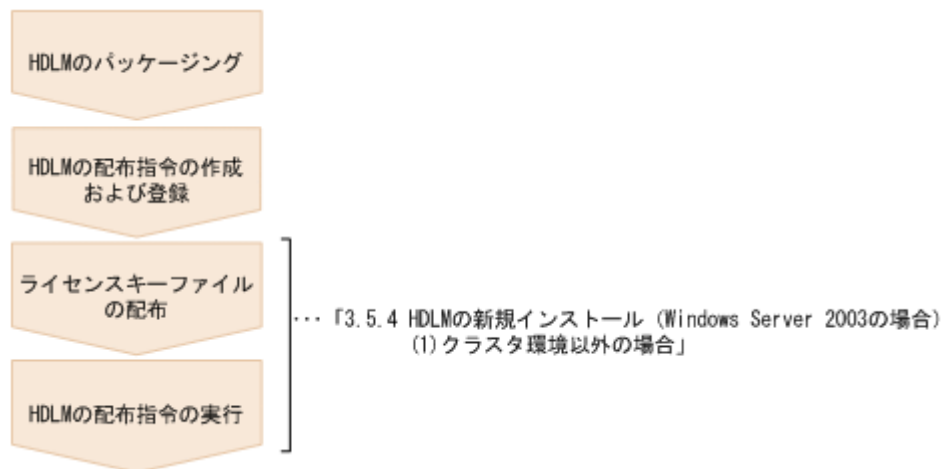 HDLMのパッケージング
HDLMの配布指令の作成
および登録
ライセンスキーファイル
の配布
…「3.5.4 HDLMの新規インストール (Windows Server 2003の場合)
(1)クラスタ環境以外の場合」
HDLMの配布指令の実行